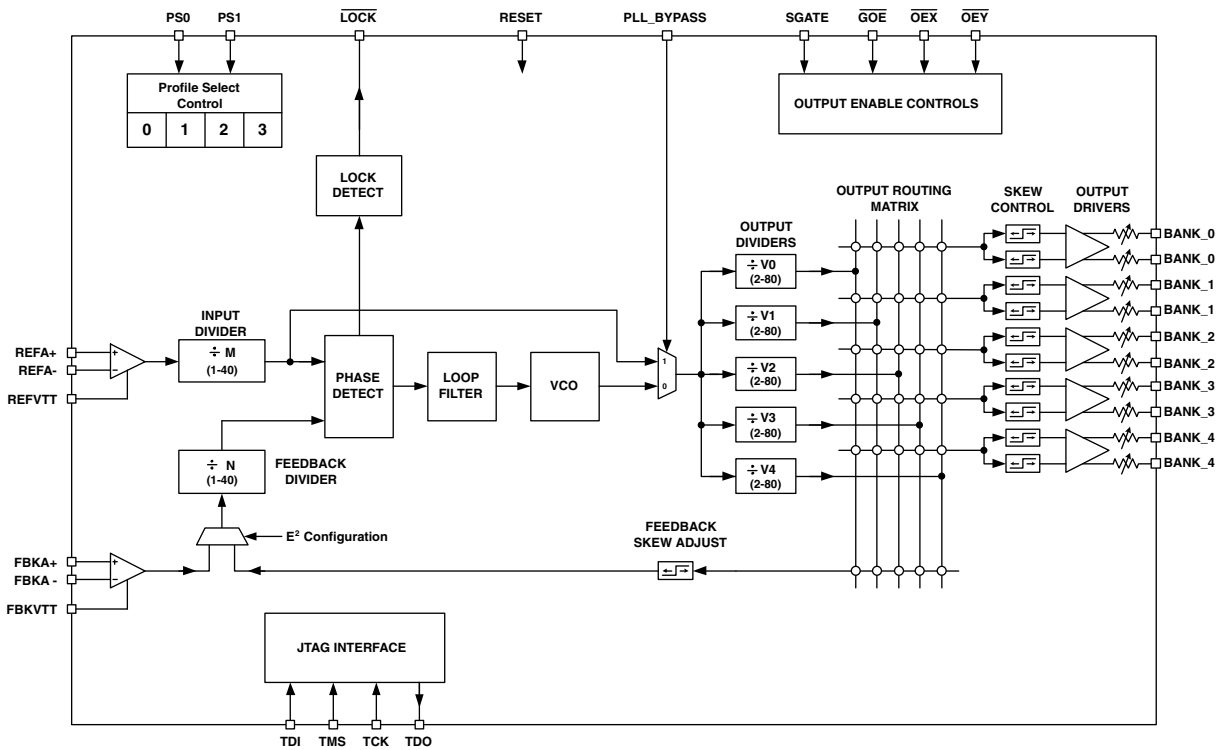 PS0 PS1 LOCK RESET PLL_BYPASS SGATE GOE OEX OEY
Profile Select
Control
0 1 2 3
OUTPUT ENABLE CONTROLS
LOCK
DETECT
OUTPUT ROUTING
MATRIX
SKEW
CONTROL
OUTPUT
DRIVERS
OUTPUT
DIVIDERS
BANK_0
BANK_0
BANK_1
BANK_1
BANK_2
BANK_2
BANK_3
BANK_3
BANK_4
BANK_4
÷ V0
(2-80)
÷ V1
(2-80)
÷ V2
(2-80)
÷ V3
(2-80)
÷ V4
(2-80)
INPUT
DIVIDER
÷ M
(1-40)
REFA+
REFA-
REFVTT
+
−
PHASE
DETECT
LOOP
FILTER
VCO
1
0
÷ N
(1-40)
FEEDBACK
DIVIDER
E² Configuration
FEEDBACK
SKEW ADJUST
FBKA+
FBKA -
FBKVTT
+
−
JTAG INTERFACE
TDI TMS TCK TDO